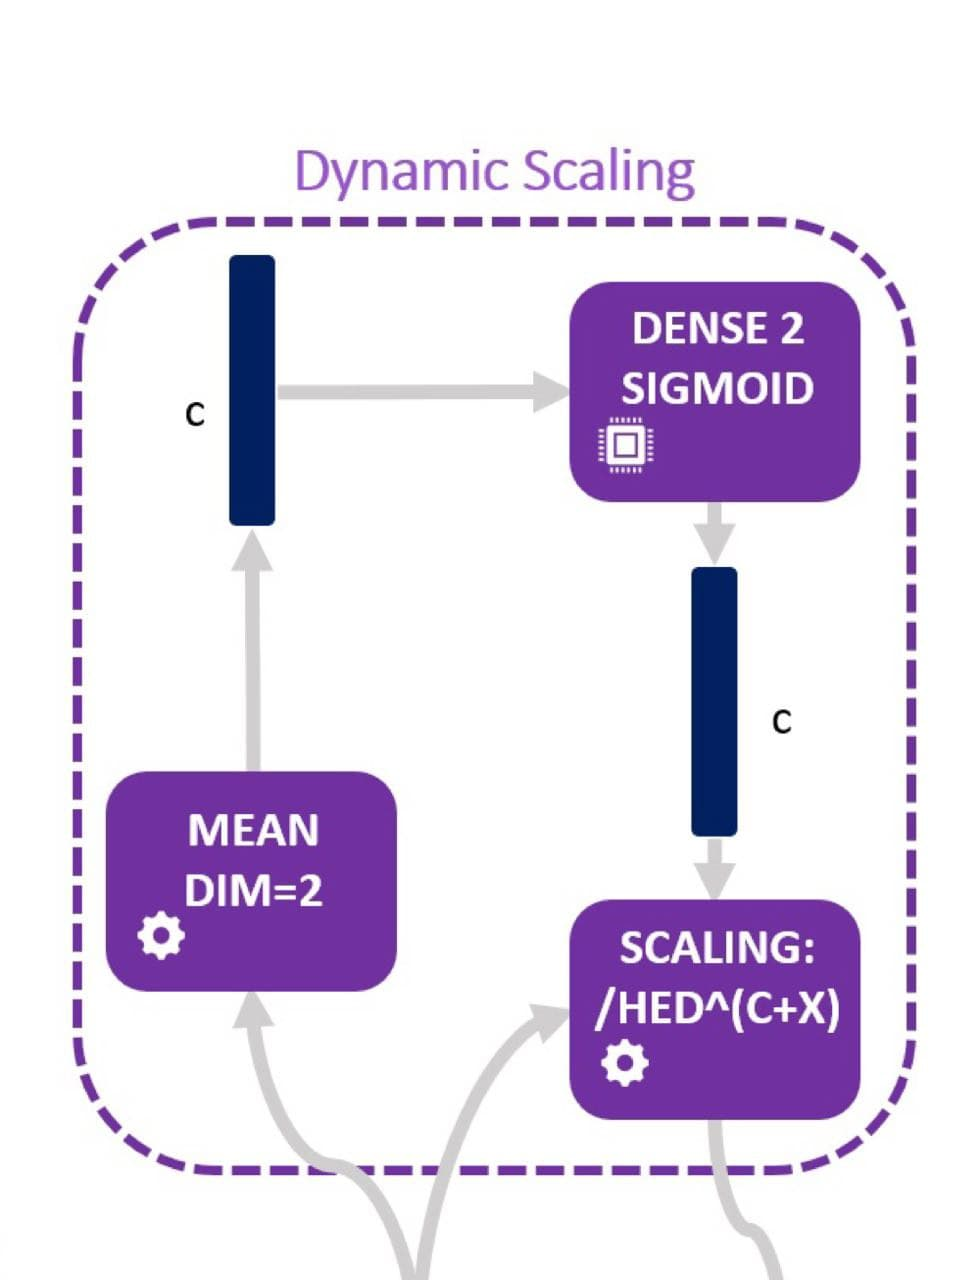 Dynamic Scaling
C
DENSE 2
SIGMOID
C
MEAN
DIM=2
SCALING:
/HED^(C+X)